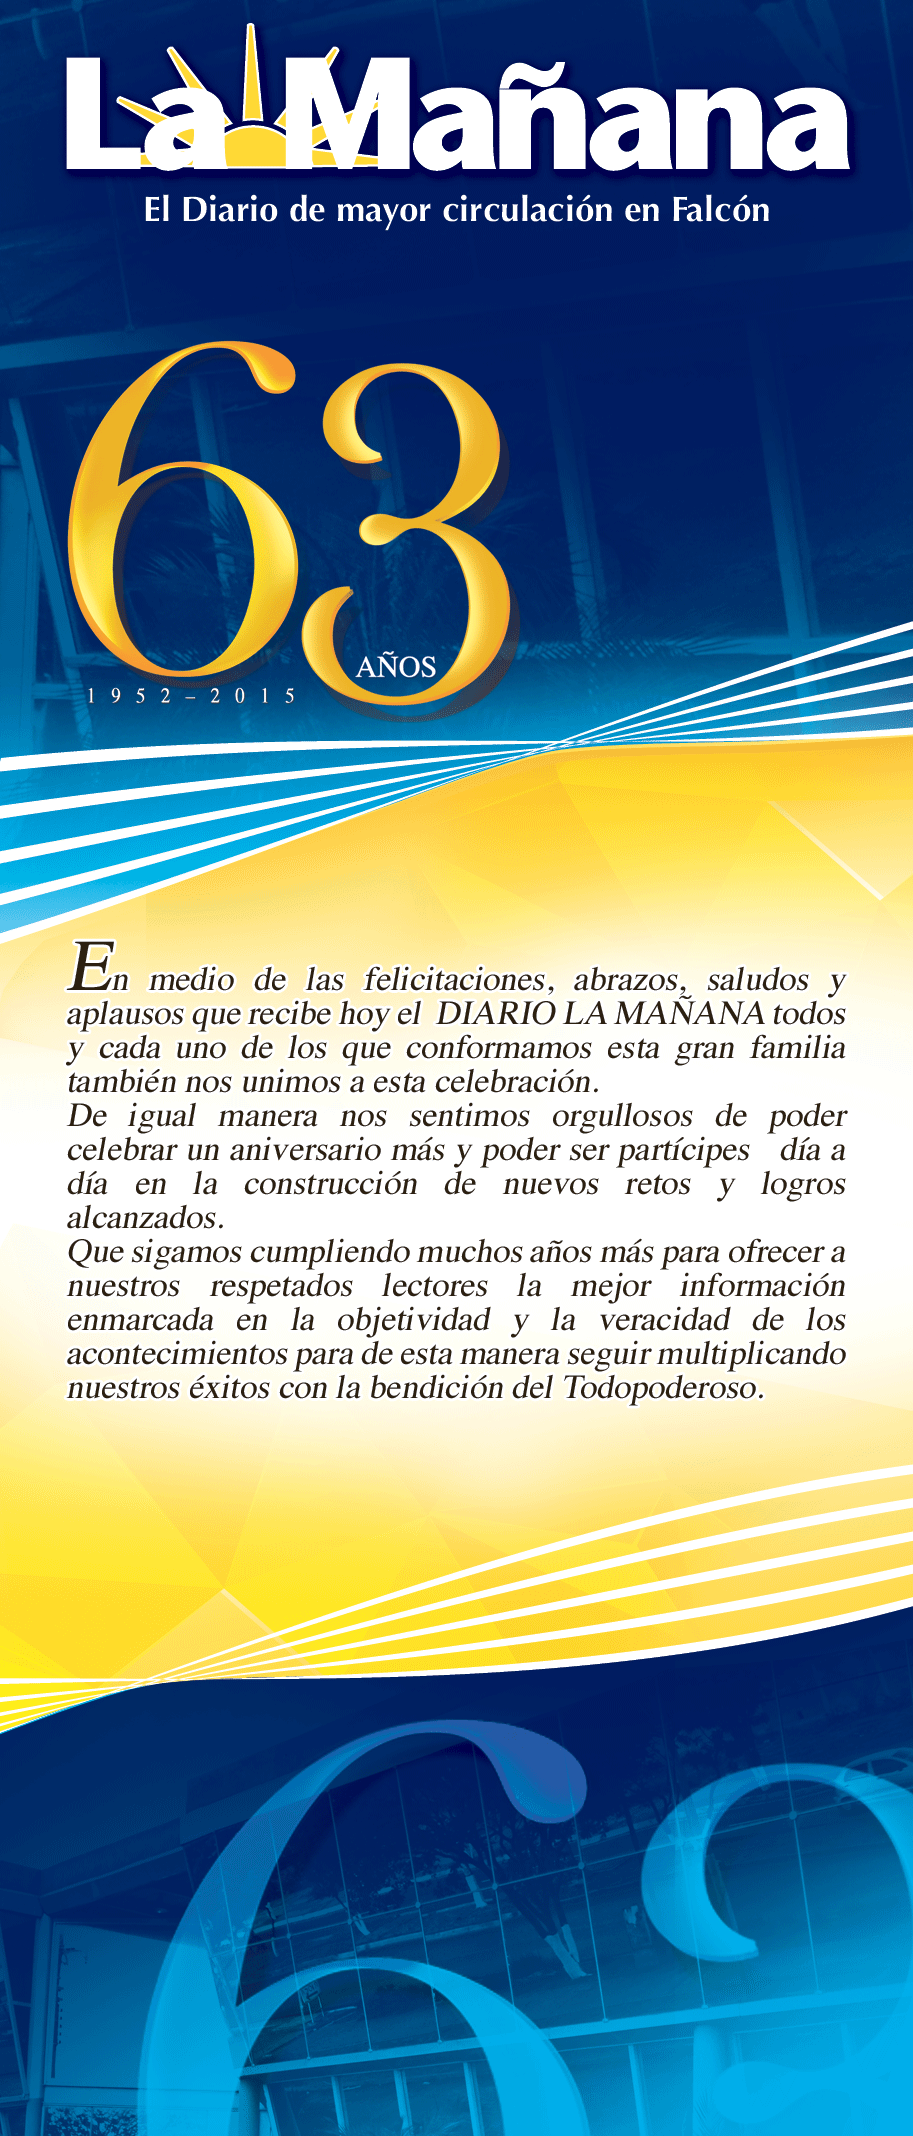 La Mañana
El Diario de mayor circulación en Falcón
63
AÑOS
1952-2015
En medio de las felicitaciones, abrazos, saludos y
aplausos que recibe hoy el DIARIO LA MAÑANA todos
y cada uno de los que conformamos esta gran familia
también nos unimos a esta celebración.
De igual manera nos sentimos orgullosos de poder
celebrar un aniversario más y poder ser partícipes día a
día en la construcción de nuevos retos y logros
alcanzados.
Que sigamos cumpliendo muchos años más para ofrecer a
nuestros respetados lectores la mejor información
enmarcada en la objetividad y la veracidad de los
acontecimientos para de esta manera seguir multiplicando
nuestros éxitos con la bendición del Todopoderoso.
63